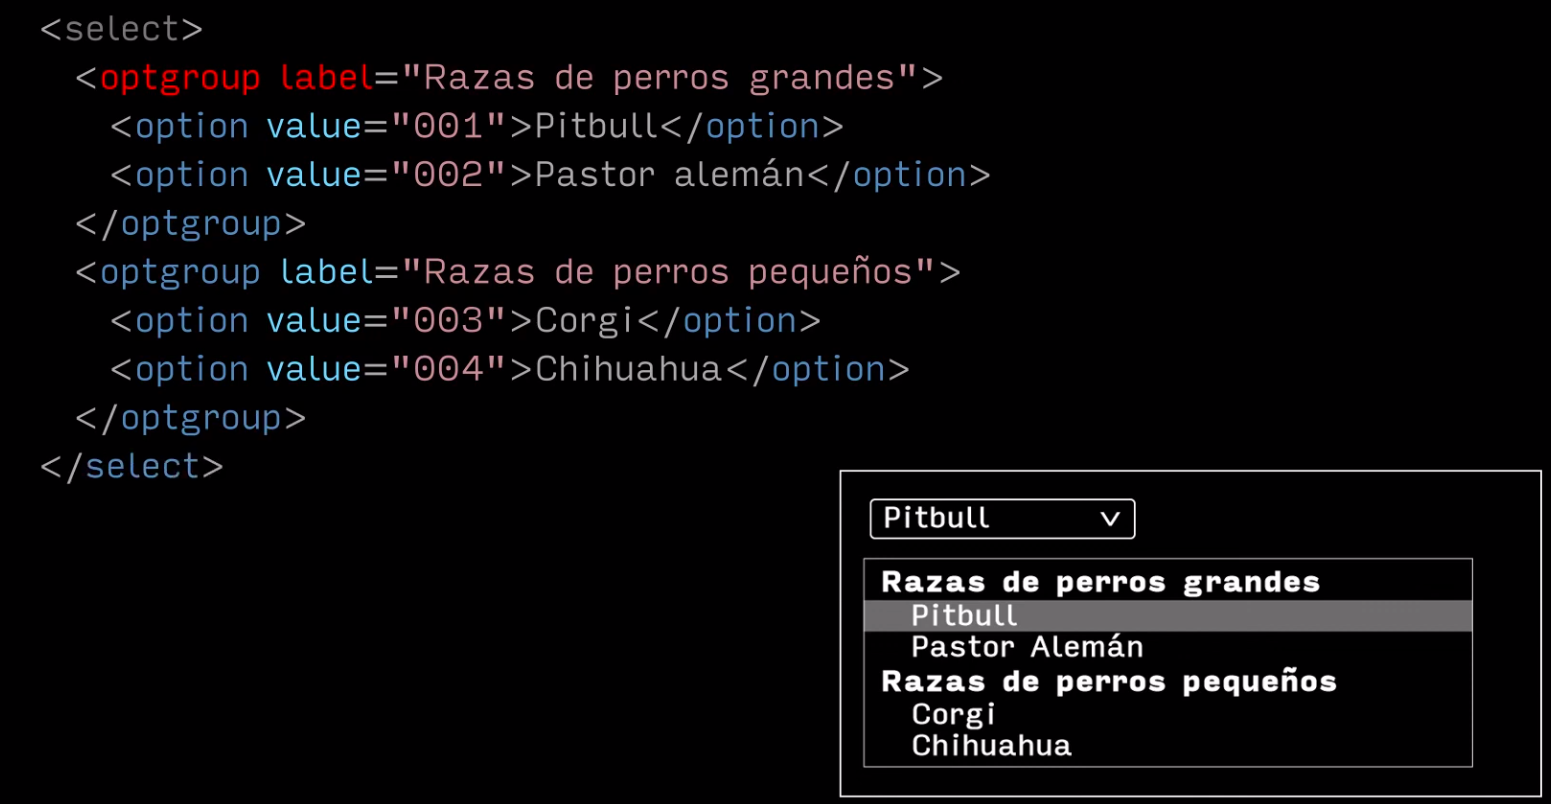 <select>
<optgroup label="Razas de perros grandes">
<option value="001">Pitbull</option>
<option value="002">Pastor alemán</option>
</optgroup>
<optgroup label="Razas de perros pequeños">
<option value="003">Corgi</option>
<option value="004">Chihuahua</option>
</optgroup>
</select>
Pitbull
Razas de perros grandes
Pitbull
Pastor Alemán
Razas de perros pequeños
Corgi
Chihuahua